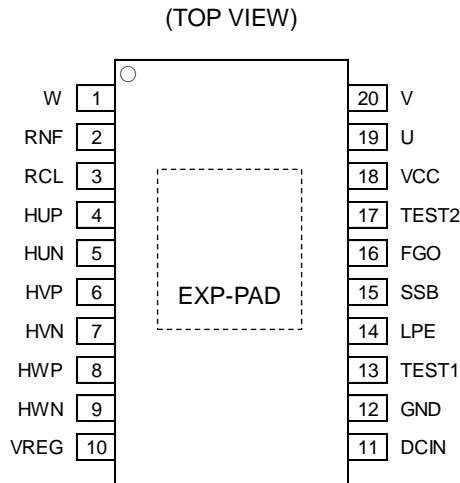 (TOP VIEW)
W 1 20 V
RNF 2 19 U
RCL 3 18 VCC
HUP 4 17 TEST2
HUN 5 16 FGO
HVP 6 15 SSB
EXP-PAD
HVN 7 14 LPE
HWP 8 13 TEST1
HWN 9 12 GND
VREG 10 11 DCIN